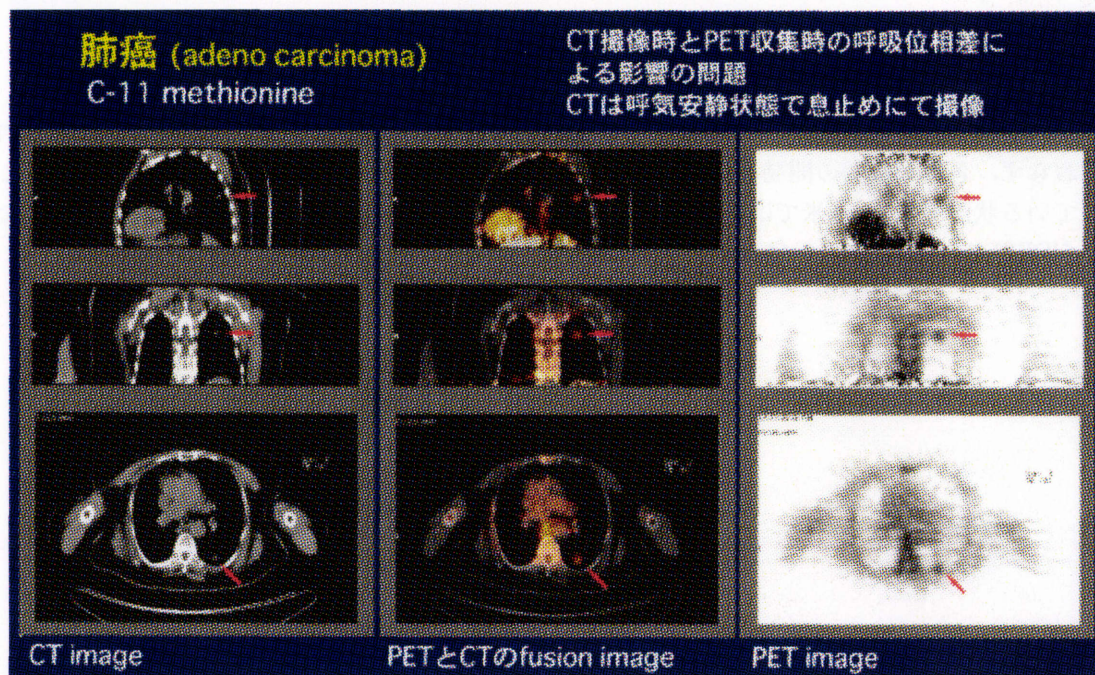 肺癌 (adeno carcinoma)
C-11 methionine
CT撮像時とPET収集時の呼吸位相差に
よる影響の問題
CTは呼気安静状態で息止めにて撮像
CT image
PETとCTのfusion image
PET image